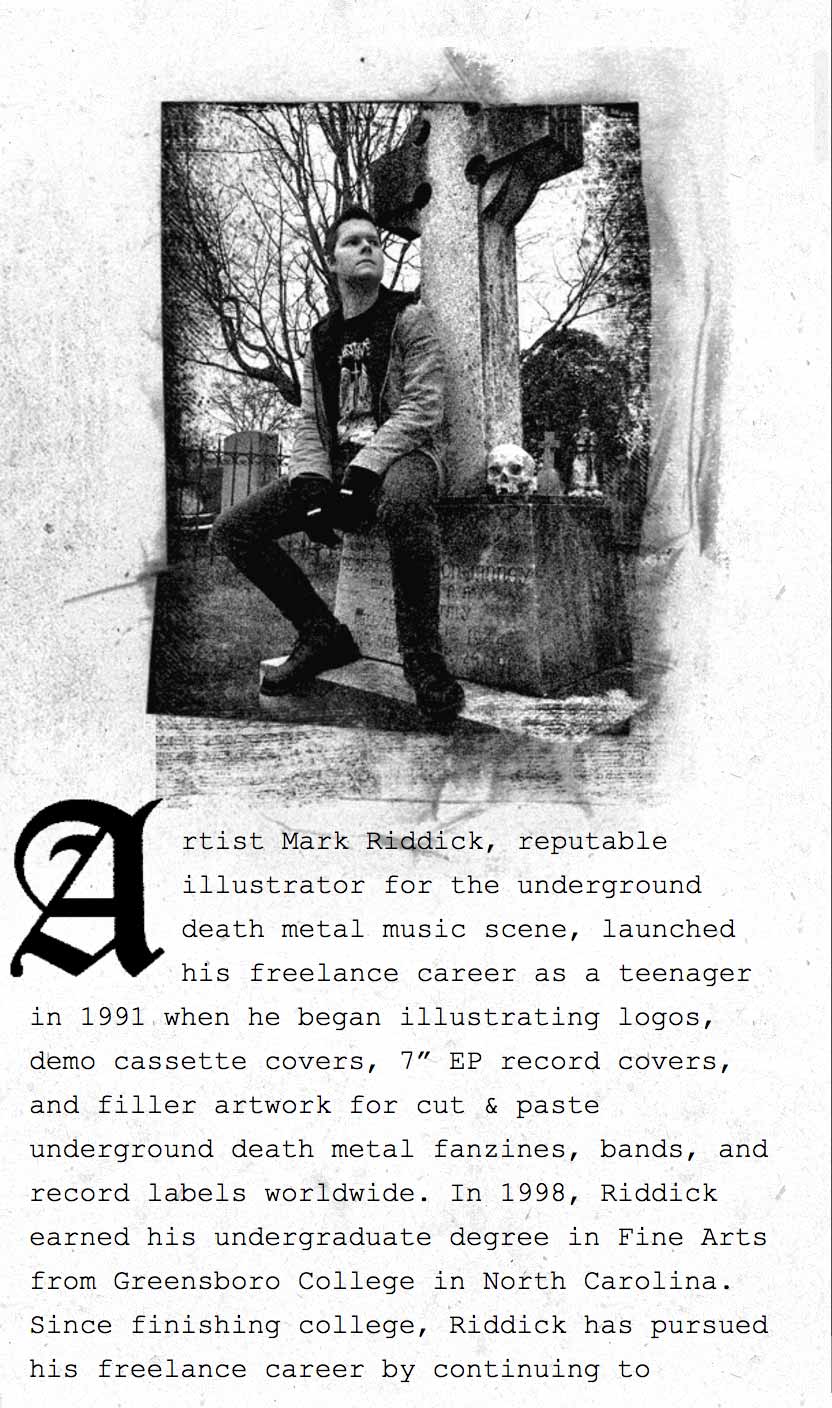 Artist Mark Riddick, reputable
illustrator for the underground
death metal music scene, launched
his freelance career as a teenager
in 1991 when he began illustrating logos,
demo cassette covers, 7” EP record covers,
and filler artwork for cut & paste
underground death metal fanzines, bands, and
record labels worldwide. In 1998, Riddick
earned his undergraduate degree in Fine Arts
from Greensboro College in North Carolina.
Since finishing college, Riddick has pursued
his freelance career by continuing to